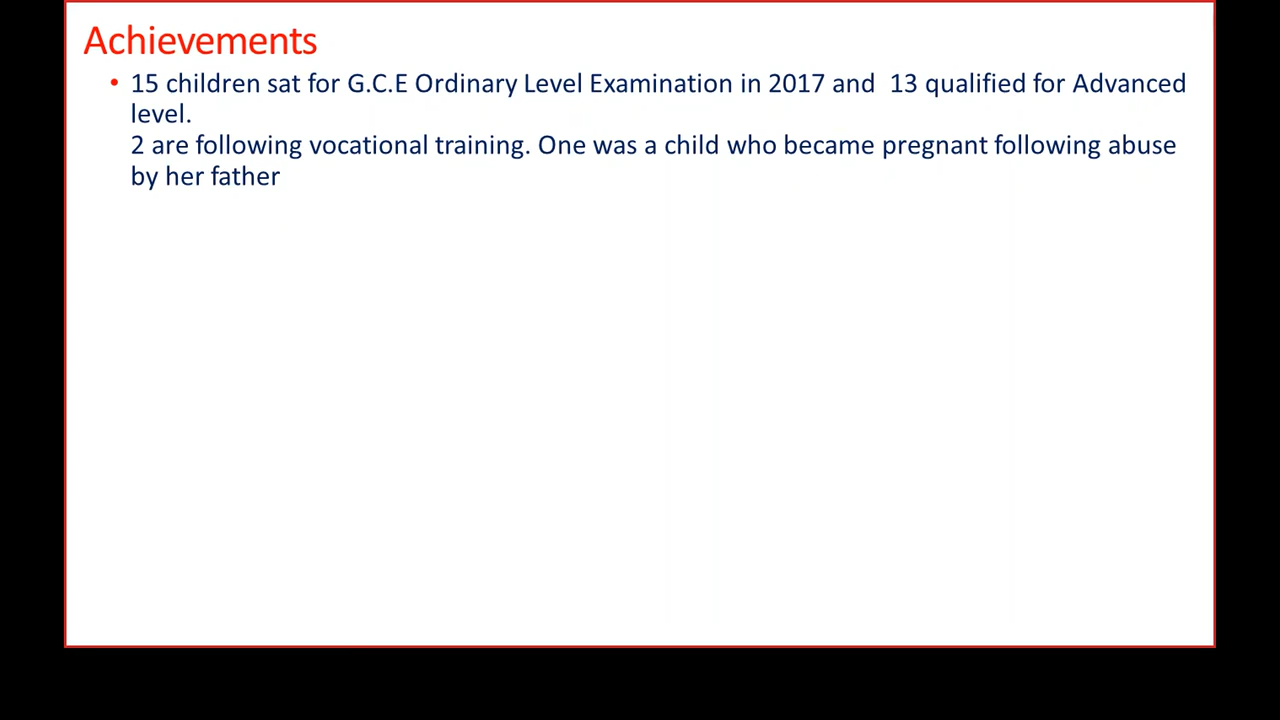 Achievements
• 15 children sat for G.C.E Ordinary Level Examination in 2017 and  13 qualified for Advanced
level.
2 are following vocational training. One was a child who became pregnant following abuse
by her father